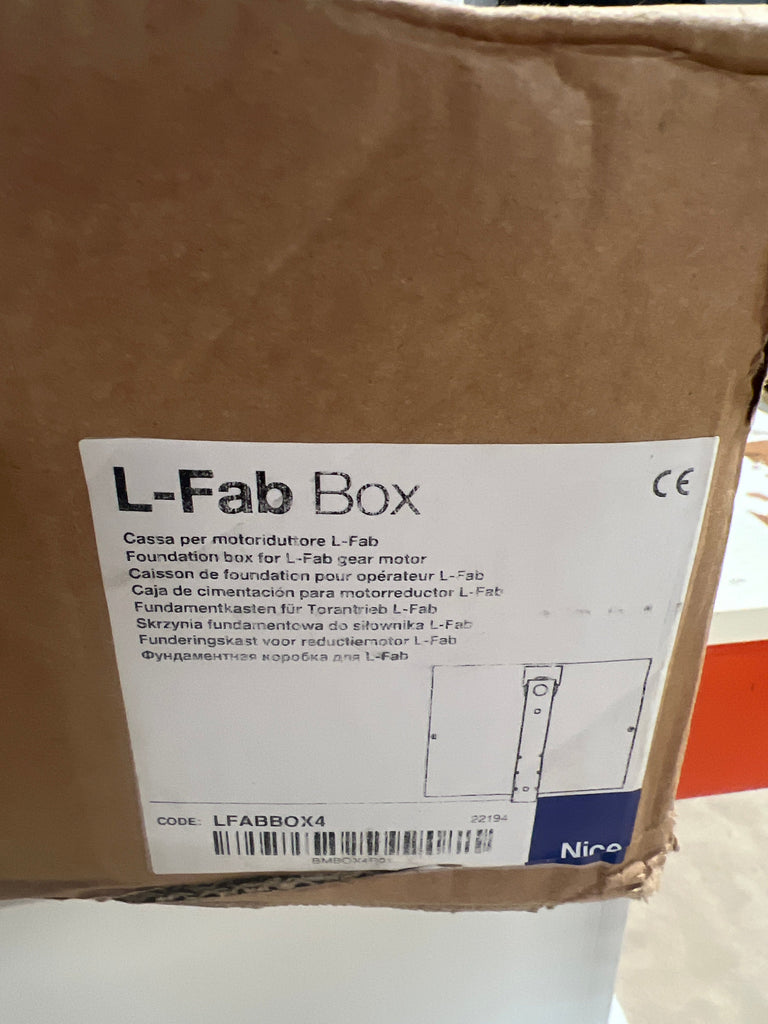 L-Fab Box
CE
Cassa per motoriduttore L-Fab
Foundation box for L-Fab gear motor
Caisson de foundation pour opérateur L-Fab
Caja de cimentación para motorreductor L-Fab
Fundamentkasten für Torantrieb L-Fab
Skrzynia fundamentowa do siłownika L-Fab
Funderingskast voor reductiemotor L-Fab
Фундаментная коробка для L-Fab
CODE: LFABBOX4
22194
Nice